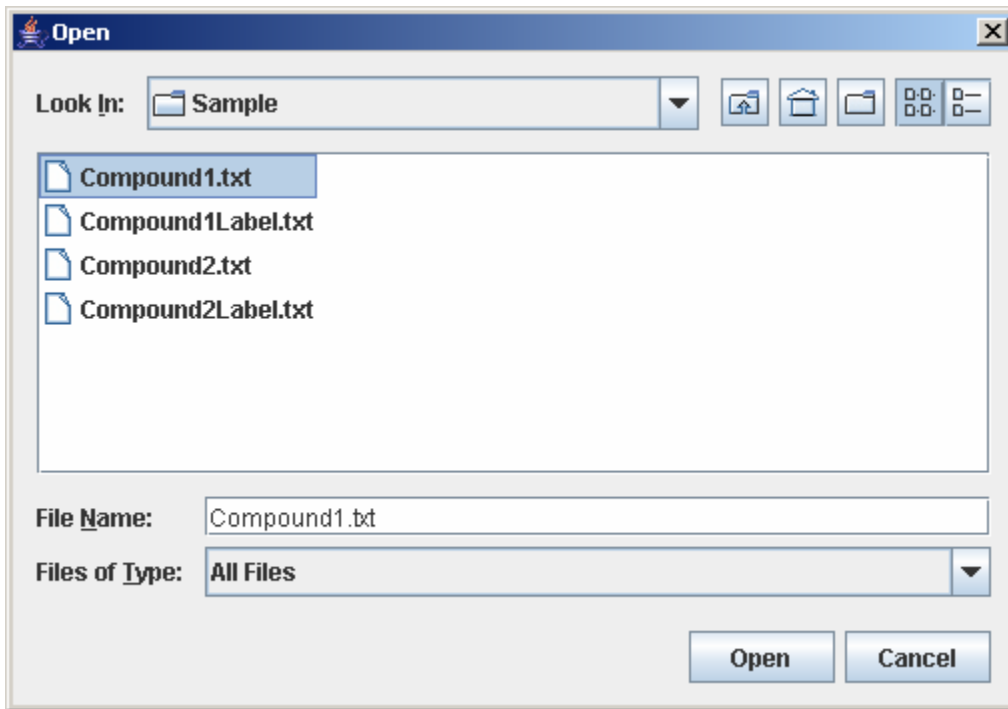 Open
Look In: Sample
Compound1.txt
Compound1Label.txt
Compound2.txt
Compound2Label.txt
File Name: Compound1.txt
Files of Type: All Files
Open Cancel